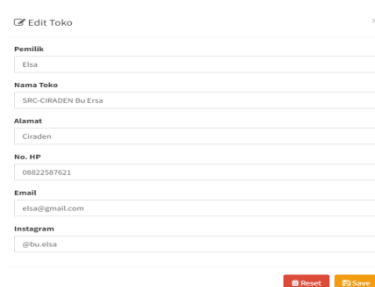 Edit Toko
Pemilik
Elsa
Nama Toko
SRC-CIRADEN Bu Ersa
Alamat
Ciraden
No. HP
08822587621
Email
elsa@gmail.com
Instagram
@bu.elsa
Reset Save